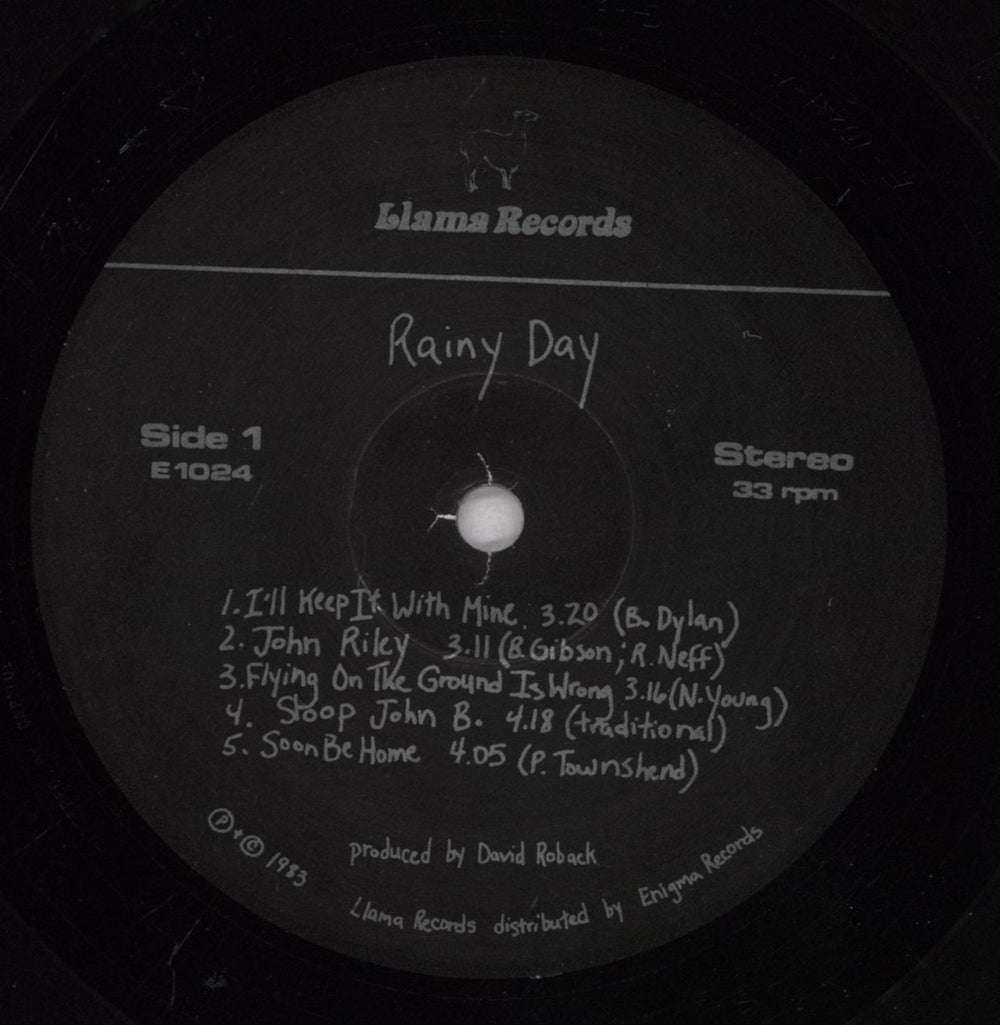 Llama Records
Rainy Day
Side 1
E1024
Stereo
33 rpm
1. I'll Keep It With Mine 3.20 (B. Dylan)
2. John Riley 3.11 (B. Gibson; R. Neff)
3. Flying On The Ground Is Wrong 3.16 (N. Young)
4. Sloop John B. 4.18 (traditional)
5. Soon Be Home 4.05 (P. Townshend)
Ⓟ + © 1983
produced by David Roback
Llama Records distributed by Enigma Records